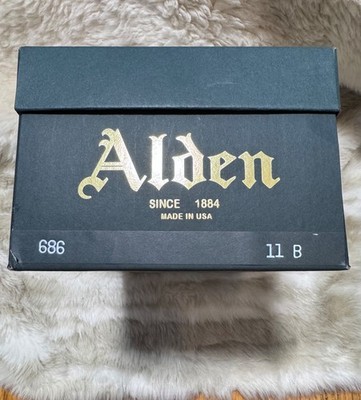 Alden
SINCE 1884
MADE IN USA
686 11 B